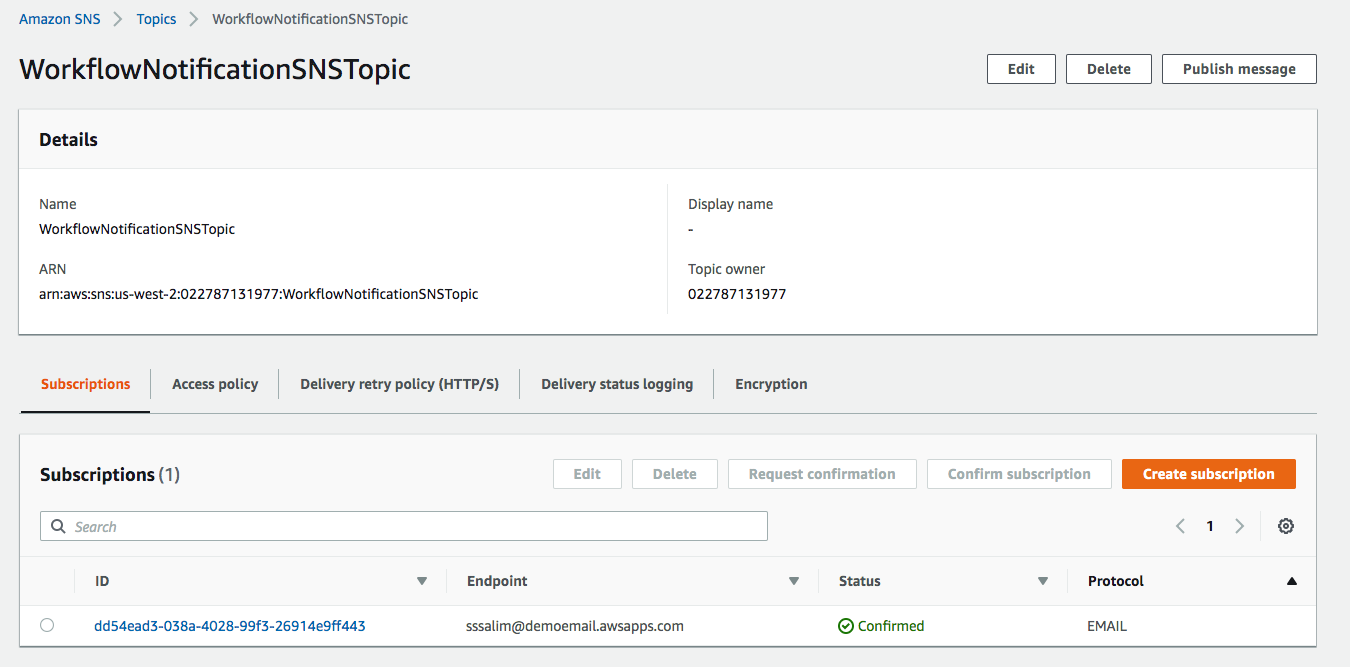 Amazon SNS > Topics > WorkflowNotificationSNSTopic
WorkflowNotificationSNSTopic
Edit Delete Publish message
Details
Name Display name
WorkflowNotificationSNSTopic -
ARN Topic owner
arn:aws:sns:us-west-2:022787131977:WorkflowNotificationSNSTopic 022787131977
Subscriptions Access policy Delivery retry policy (HTTP/S) Delivery status logging Encryption
Subscriptions (1) Edit Delete Request confirmation Confirm subscription Create subscription
Search 1
ID Endpoint Status Protocol
dd54ead3-038a-4028-99f3-26914e9ff443 sssalim@demoemail.awsapps.com Confirmed EMAIL